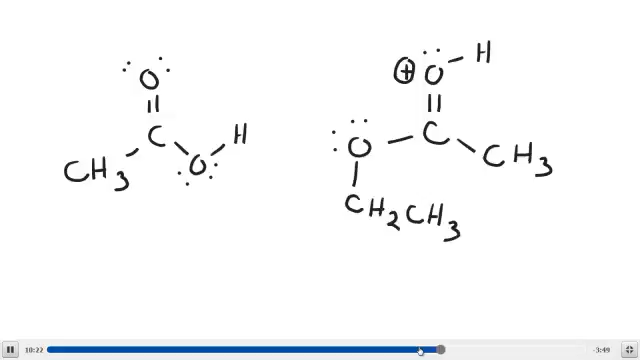 ⊕ O H
O H
|| ||
C O C
CH3 O CH3
CH2CH3
10:22 -3:49